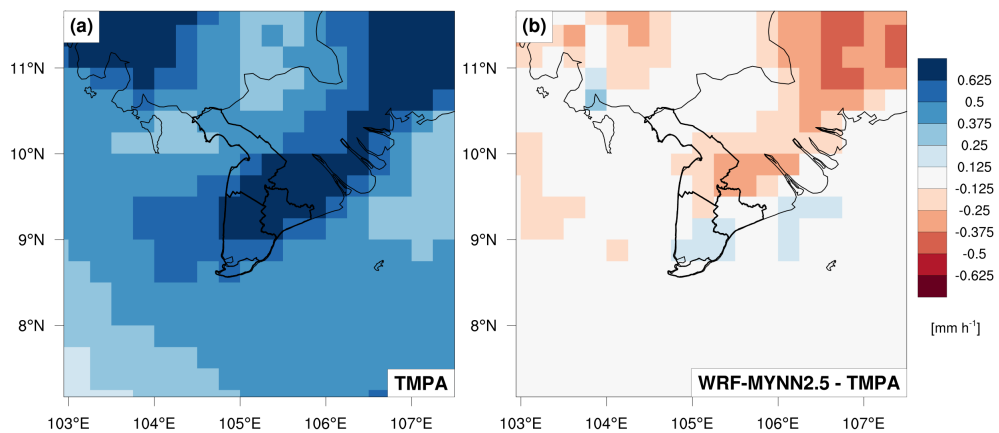 (a)
(b)
11°N
10°N
9°N
8°N
103°E
104°E
105°E
106°E
107°E
TMPA
11°N
10°N
9°N
8°N
103°E
104°E
105°E
106°E
107°E
WRF-MYNN2.5 - TMPA
0.625
0.5
0.375
0.25
0.125
-0.125
-0.25
-0.375
-0.5
-0.625
[mm h⁻¹]